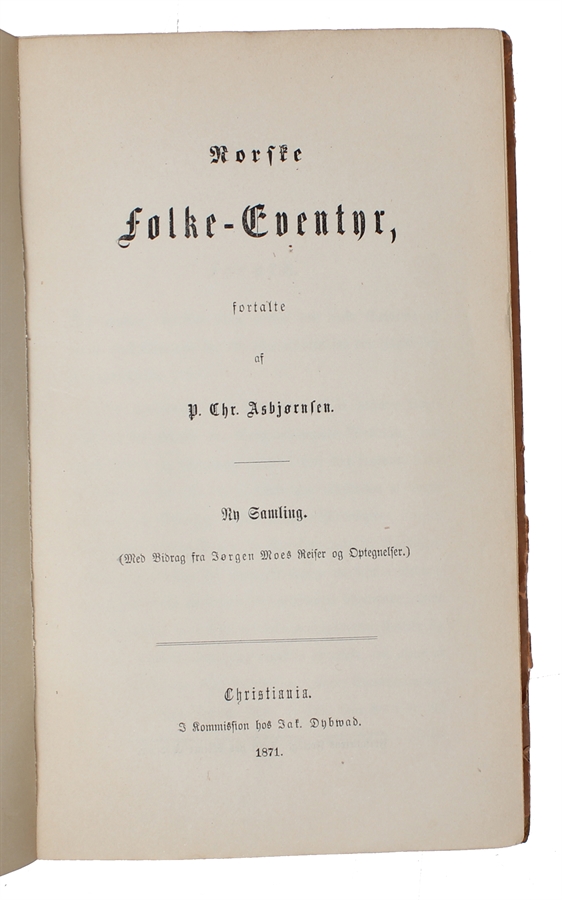 Norske
Folke-Eventyr,
fortalte
af
P. Chr. Asbjørnsen.
Ny Samling.
(Med Bidrag fra Jørgen Moes Reiser og Optegnelser.)
Christiania.
I Kommission hos Jak. Dybwad.
1871.